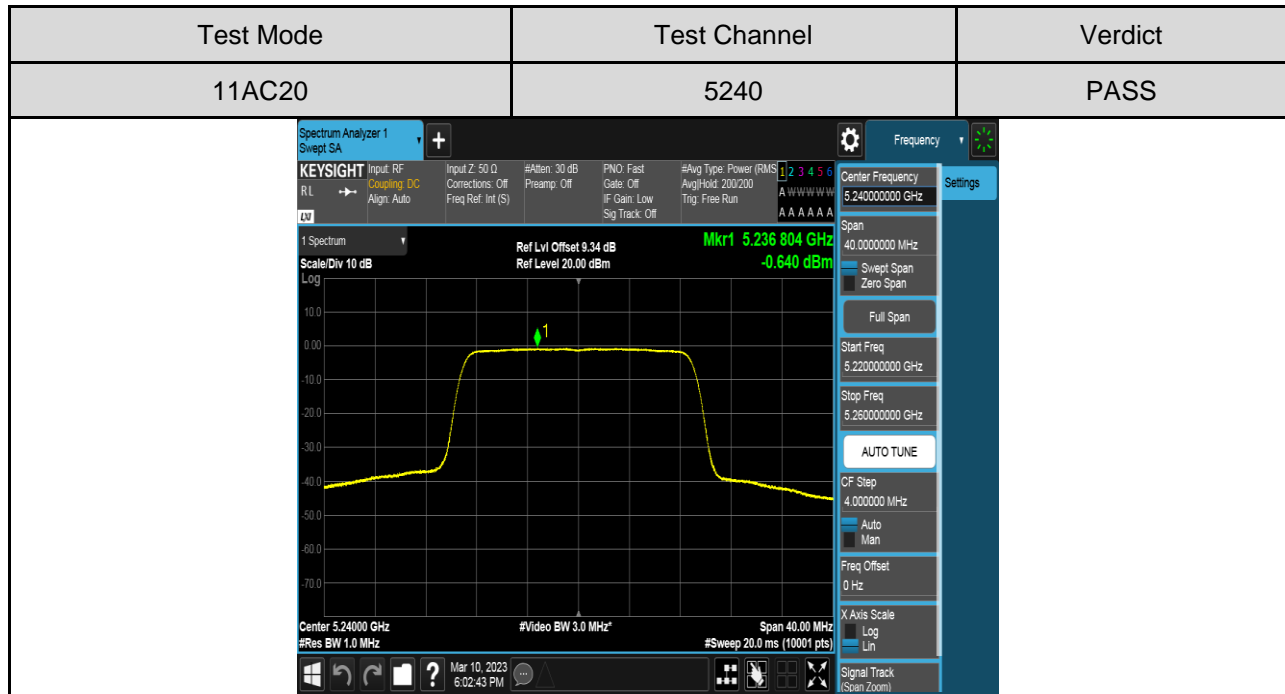 Test Mode Test Channel Verdict
11AC20 5240 PASS
Spectrum Analyzer 1
Swept SA
+
Frequency
KEYSIGHT
RL
LXI
Input: RF
Coupling: DC
Align: Auto
Input Z: 50 Ω
Corrections: Off
Freq Ref: Int (S)
#Atten: 30 dB
Preamp: Off
PNO: Fast
Gate: Off
IF Gain: Low
Sig Track: Off
#Avg Type: Power (RMS
Avg|Hold: 200/200
Trig: Free Run
1 2 3 4 5 6
A W W W W W
A A A A A A
1 Spectrum
Scale/Div 10 dB
Log
Ref Lvl Offset 9.34 dB
Ref Level 20.00 dBm
Mkr1 5.236 804 GHz
-0.640 dBm
10.0
0.00
-10.0
-20.0
-30.0
-40.0
-50.0
-60.0
-70.0
1
Center 5.24000 GHz
#Res BW 1.0 MHz
#Video BW 3.0 MHz*
Span 40.00 MHz
#Sweep 20.0 ms (10001 pts)
?
Mar 10, 2023
6:02:43 PM
Settings
Center Frequency
5.240000000 GHz
Span
40.0000000 MHz
Swept Span
Zero Span
Full Span
Start Freq
5.220000000 GHz
Stop Freq
5.260000000 GHz
AUTO TUNE
CF Step
4.000000 MHz
Auto
Man
Freq Offset
0 Hz
X Axis Scale
Log
Lin
Signal Track
(Span Zoom)